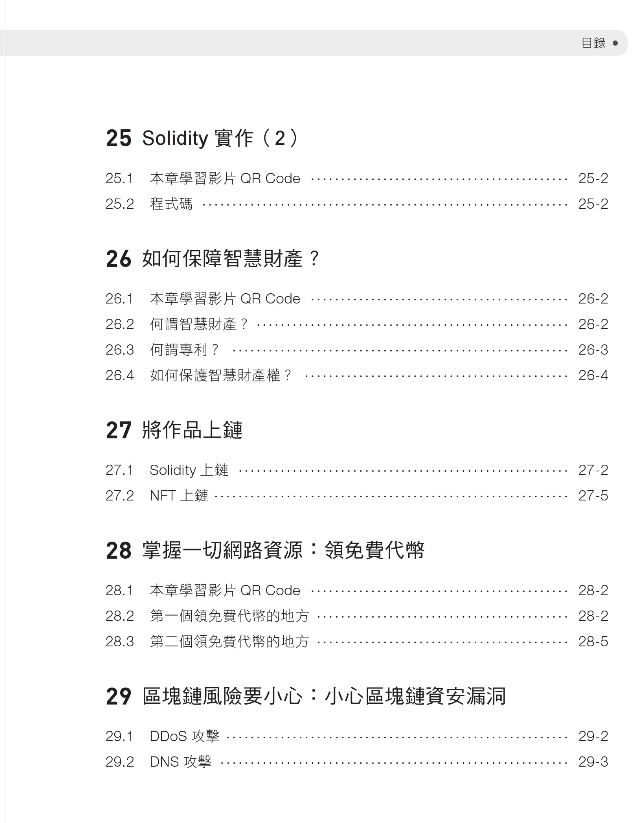 目錄 ●
25 Solidity 實作（2）
25.1 本章學習影片 QR Code ........................................... 25-2
25.2 程式碼 ............................................................. 25-2
26 如何保障智慧財產？
26.1 本章學習影片 QR Code ........................................... 26-2
26.2 何謂智慧財產？ .................................................... 26-2
26.3 何謂專利？ ........................................................ 26-3
26.4 如何保護智慧財產權？ ............................................ 26-4
27 將作品上鏈
27.1 Solidity 上鏈 ....................................................... 27-2
27.2 NFT 上鏈 ........................................................... 27-5
28 掌握一切網路資源：領免費代幣
28.1 本章學習影片 QR Code ........................................... 28-2
28.2 第一個領免費代幣的地方 .......................................... 28-2
28.3 第二個領免費代幣的地方 .......................................... 28-5
29 區塊鏈風險要小心：小心區塊鏈資安漏洞
29.1 DDoS 攻擊 ......................................................... 29-2
29.2 DNS 攻擊 .......................................................... 29-3